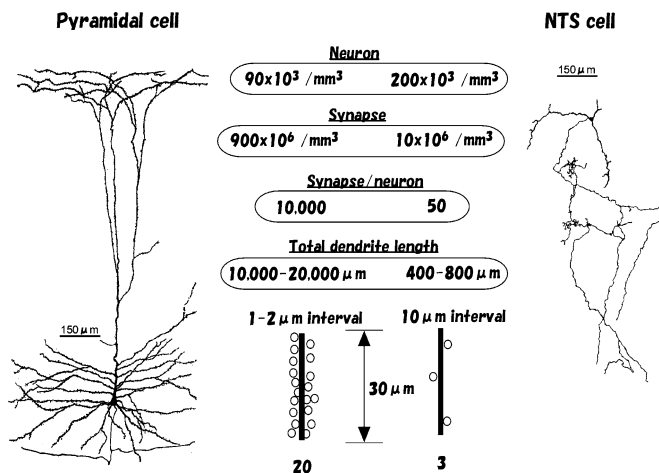 Pyramidal cell
NTS cell
Neuron
90x10³ /mm³ 200x10³ /mm³
150 µm
Synapse
900x10⁶ /mm³ 10x10⁶ /mm³
Synapse/neuron
10,000 50
Total dendrite length
10,000-20,000 µm 400-800 µm
1-2 µm interval 10 µm interval
150 µm
30 µm
20 3